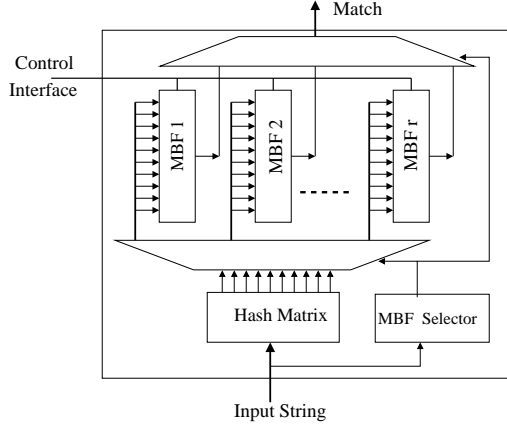 Match
Control
Interface
MBF 1
MBF 2
MBF r
Hash Matrix
MBF Selector
Input String